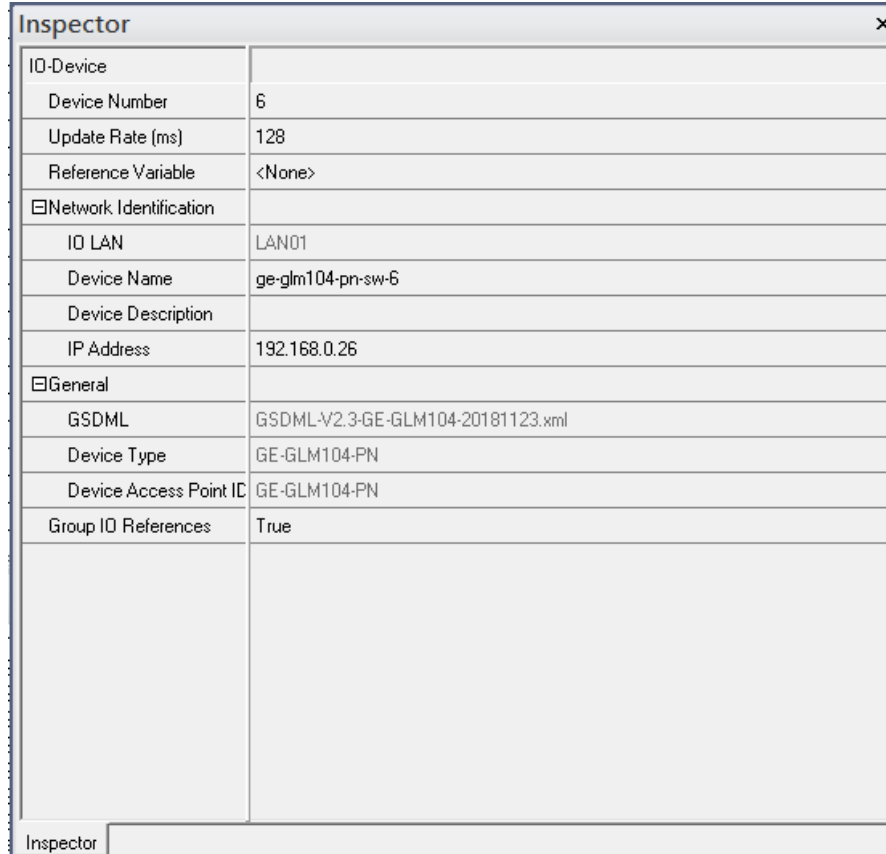 Inspector
IO-Device
Device Number 6
Update Rate (ms) 128
Reference Variable <None>
Network Identification
IO LAN LAN01
Device Name ge-glm104-pn-sw-6
Device Description
IP Address 192.168.0.26
General
GSDML GSDML-V2.3-GE-GLM104-20181123.xml
Device Type GE-GLM104-PN
Device Access Point ID GE-GLM104-PN
Group IO References True
Inspector